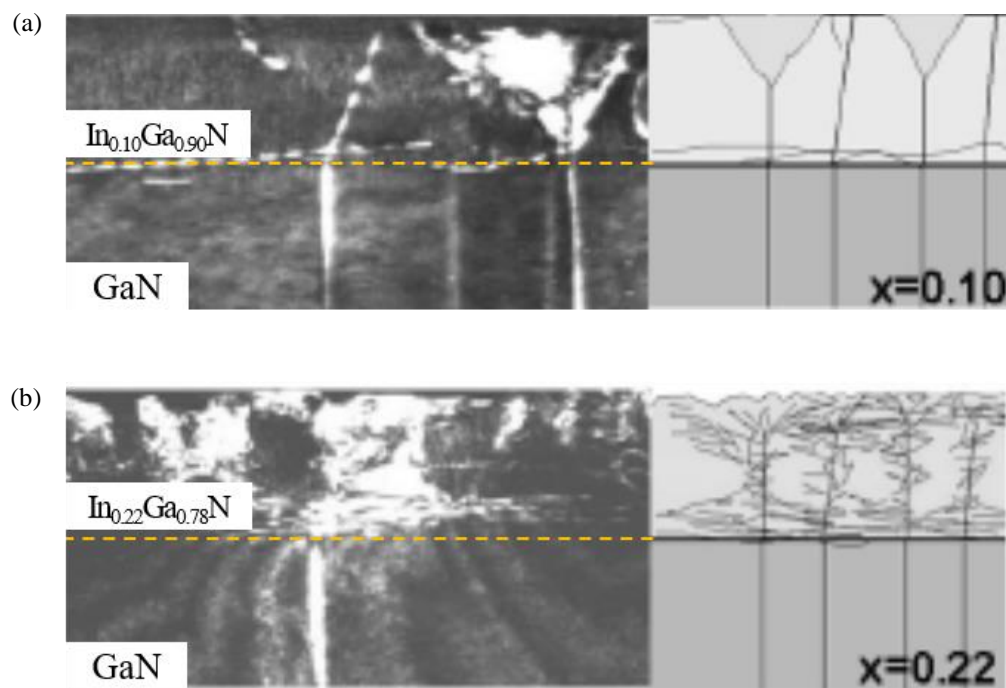 (a)
In₀.₁₀Ga₀.₉₀N
GaN
x=0.10
(b)
In₀.₂₂Ga₀.₇₈N
GaN
x=0.22